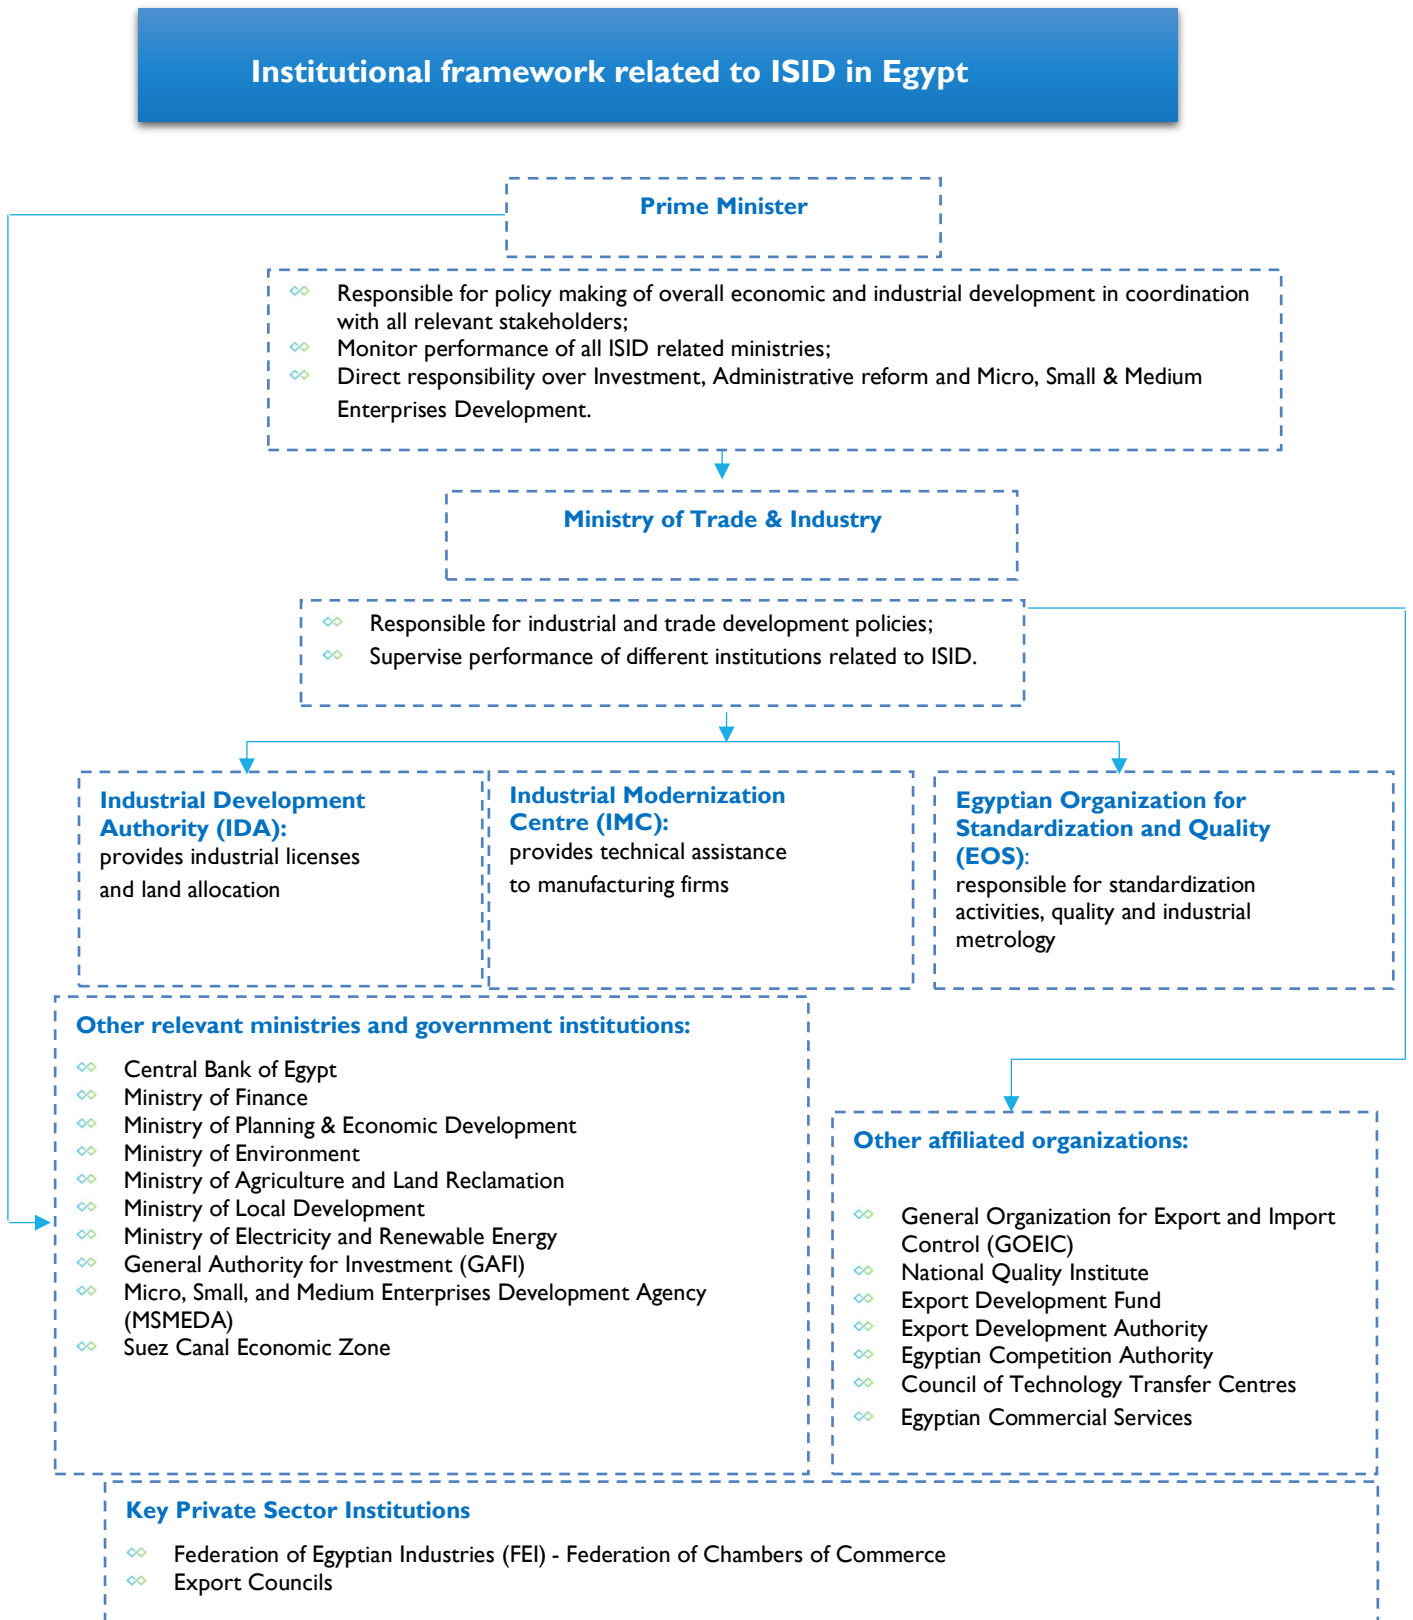 Institutional framework related to ISID in Egypt
Prime Minister
Responsible for policy making of overall economic and industrial development in coordination
with all relevant stakeholders;
Monitor performance of all ISID related ministries;
Direct responsibility over Investment, Administrative reform and Micro, Small & Medium
Enterprises Development.
Ministry of Trade & Industry
Responsible for industrial and trade development policies;
Supervise performance of different institutions related to ISID.
Industrial Development
Authority (IDA):
provides industrial licenses
and land allocation
Industrial Modernization
Centre (IMC):
provides technical assistance
to manufacturing firms
Egyptian Organization for
Standardization and Quality
(EOS):
responsible for standardization
activities, quality and industrial
metrology
Other relevant ministries and government institutions:
Central Bank of Egypt
Ministry of Finance
Ministry of Planning & Economic Development
Ministry of Environment
Ministry of Agriculture and Land Reclamation
Ministry of Local Development
Ministry of Electricity and Renewable Energy
General Authority for Investment (GAFI)
Micro, Small, and Medium Enterprises Development Agency
(MSMEDA)
Suez Canal Economic Zone
Other affiliated organizations:
General Organization for Export and Import
Control (GOEIC)
National Quality Institute
Export Development Fund
Export Development Authority
Egyptian Competition Authority
Council of Technology Transfer Centres
Egyptian Commercial Services
Key Private Sector Institutions
Federation of Egyptian Industries (FEI) - Federation of Chambers of Commerce
Export Councils